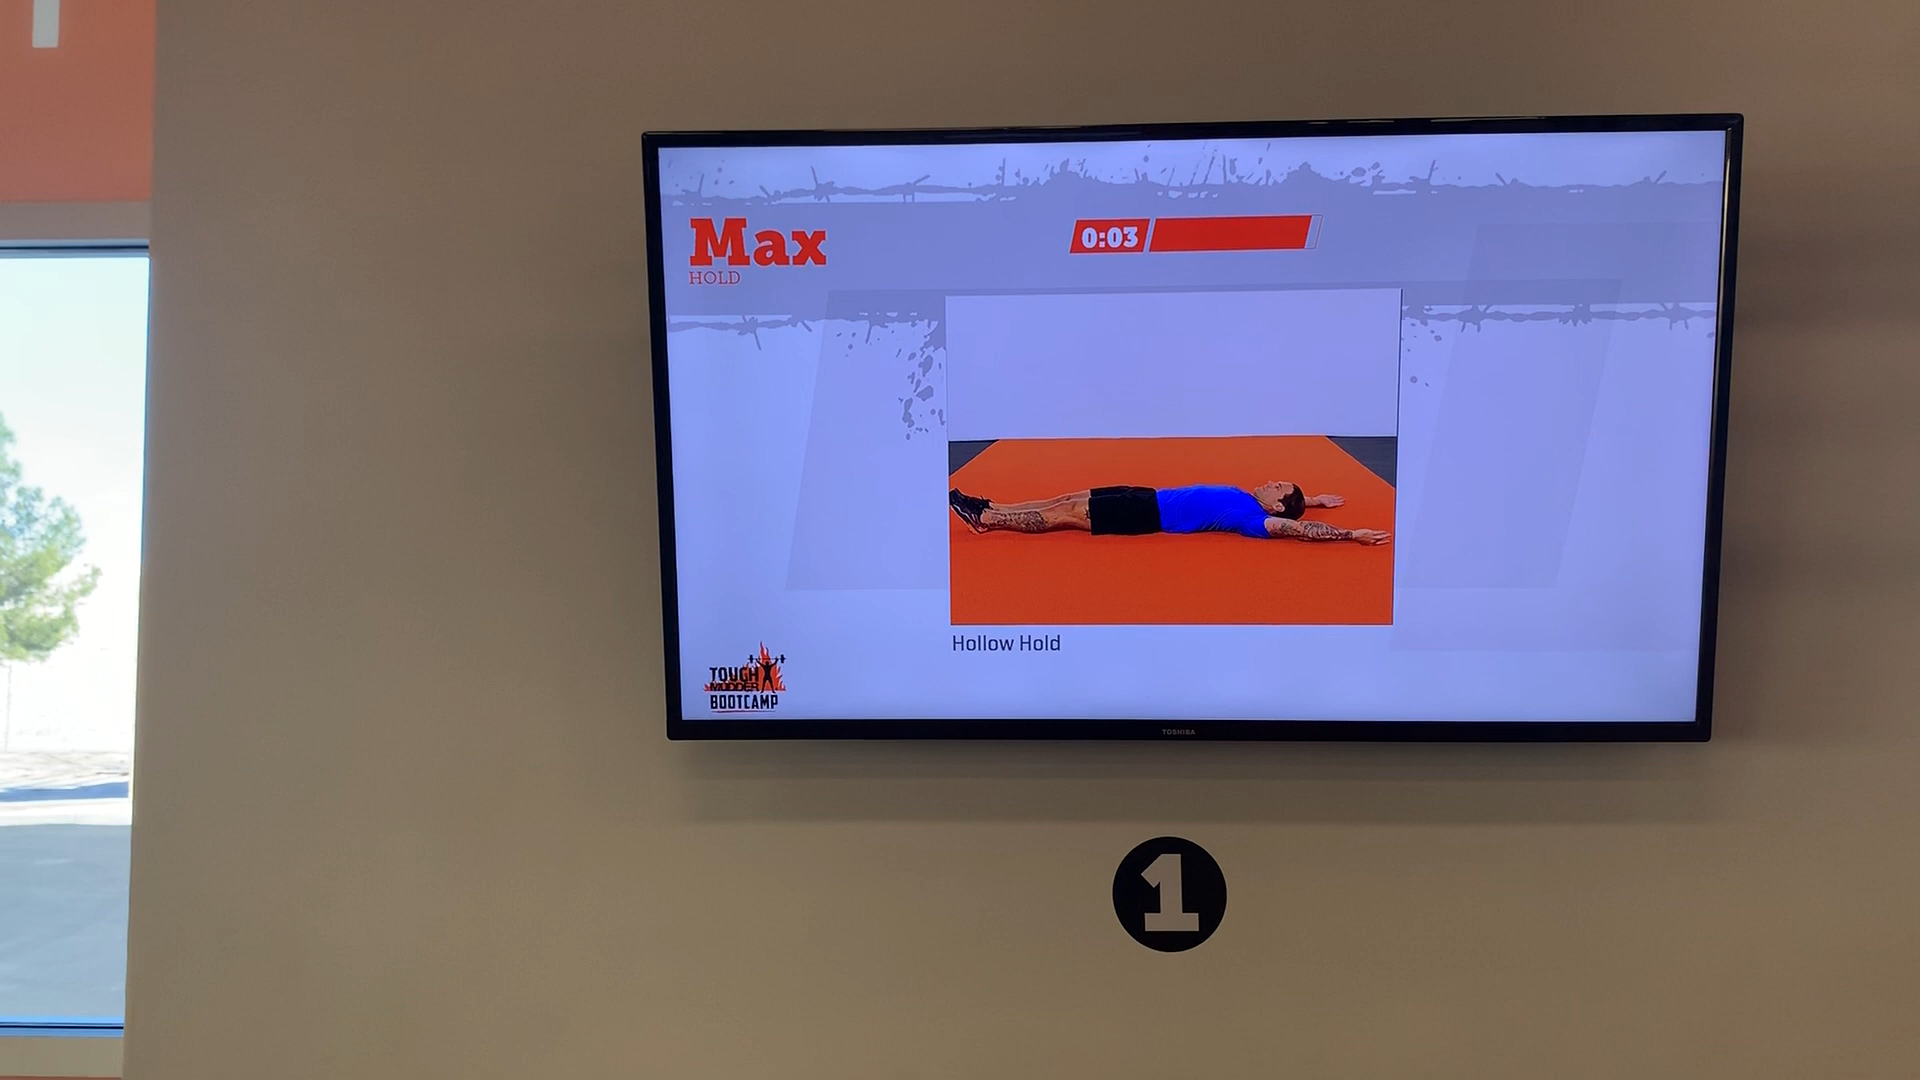 Max
HOLD
0:03
Hollow Hold
TOUGH
MUDDER
BOOTCAMP
TOSHIBA
1